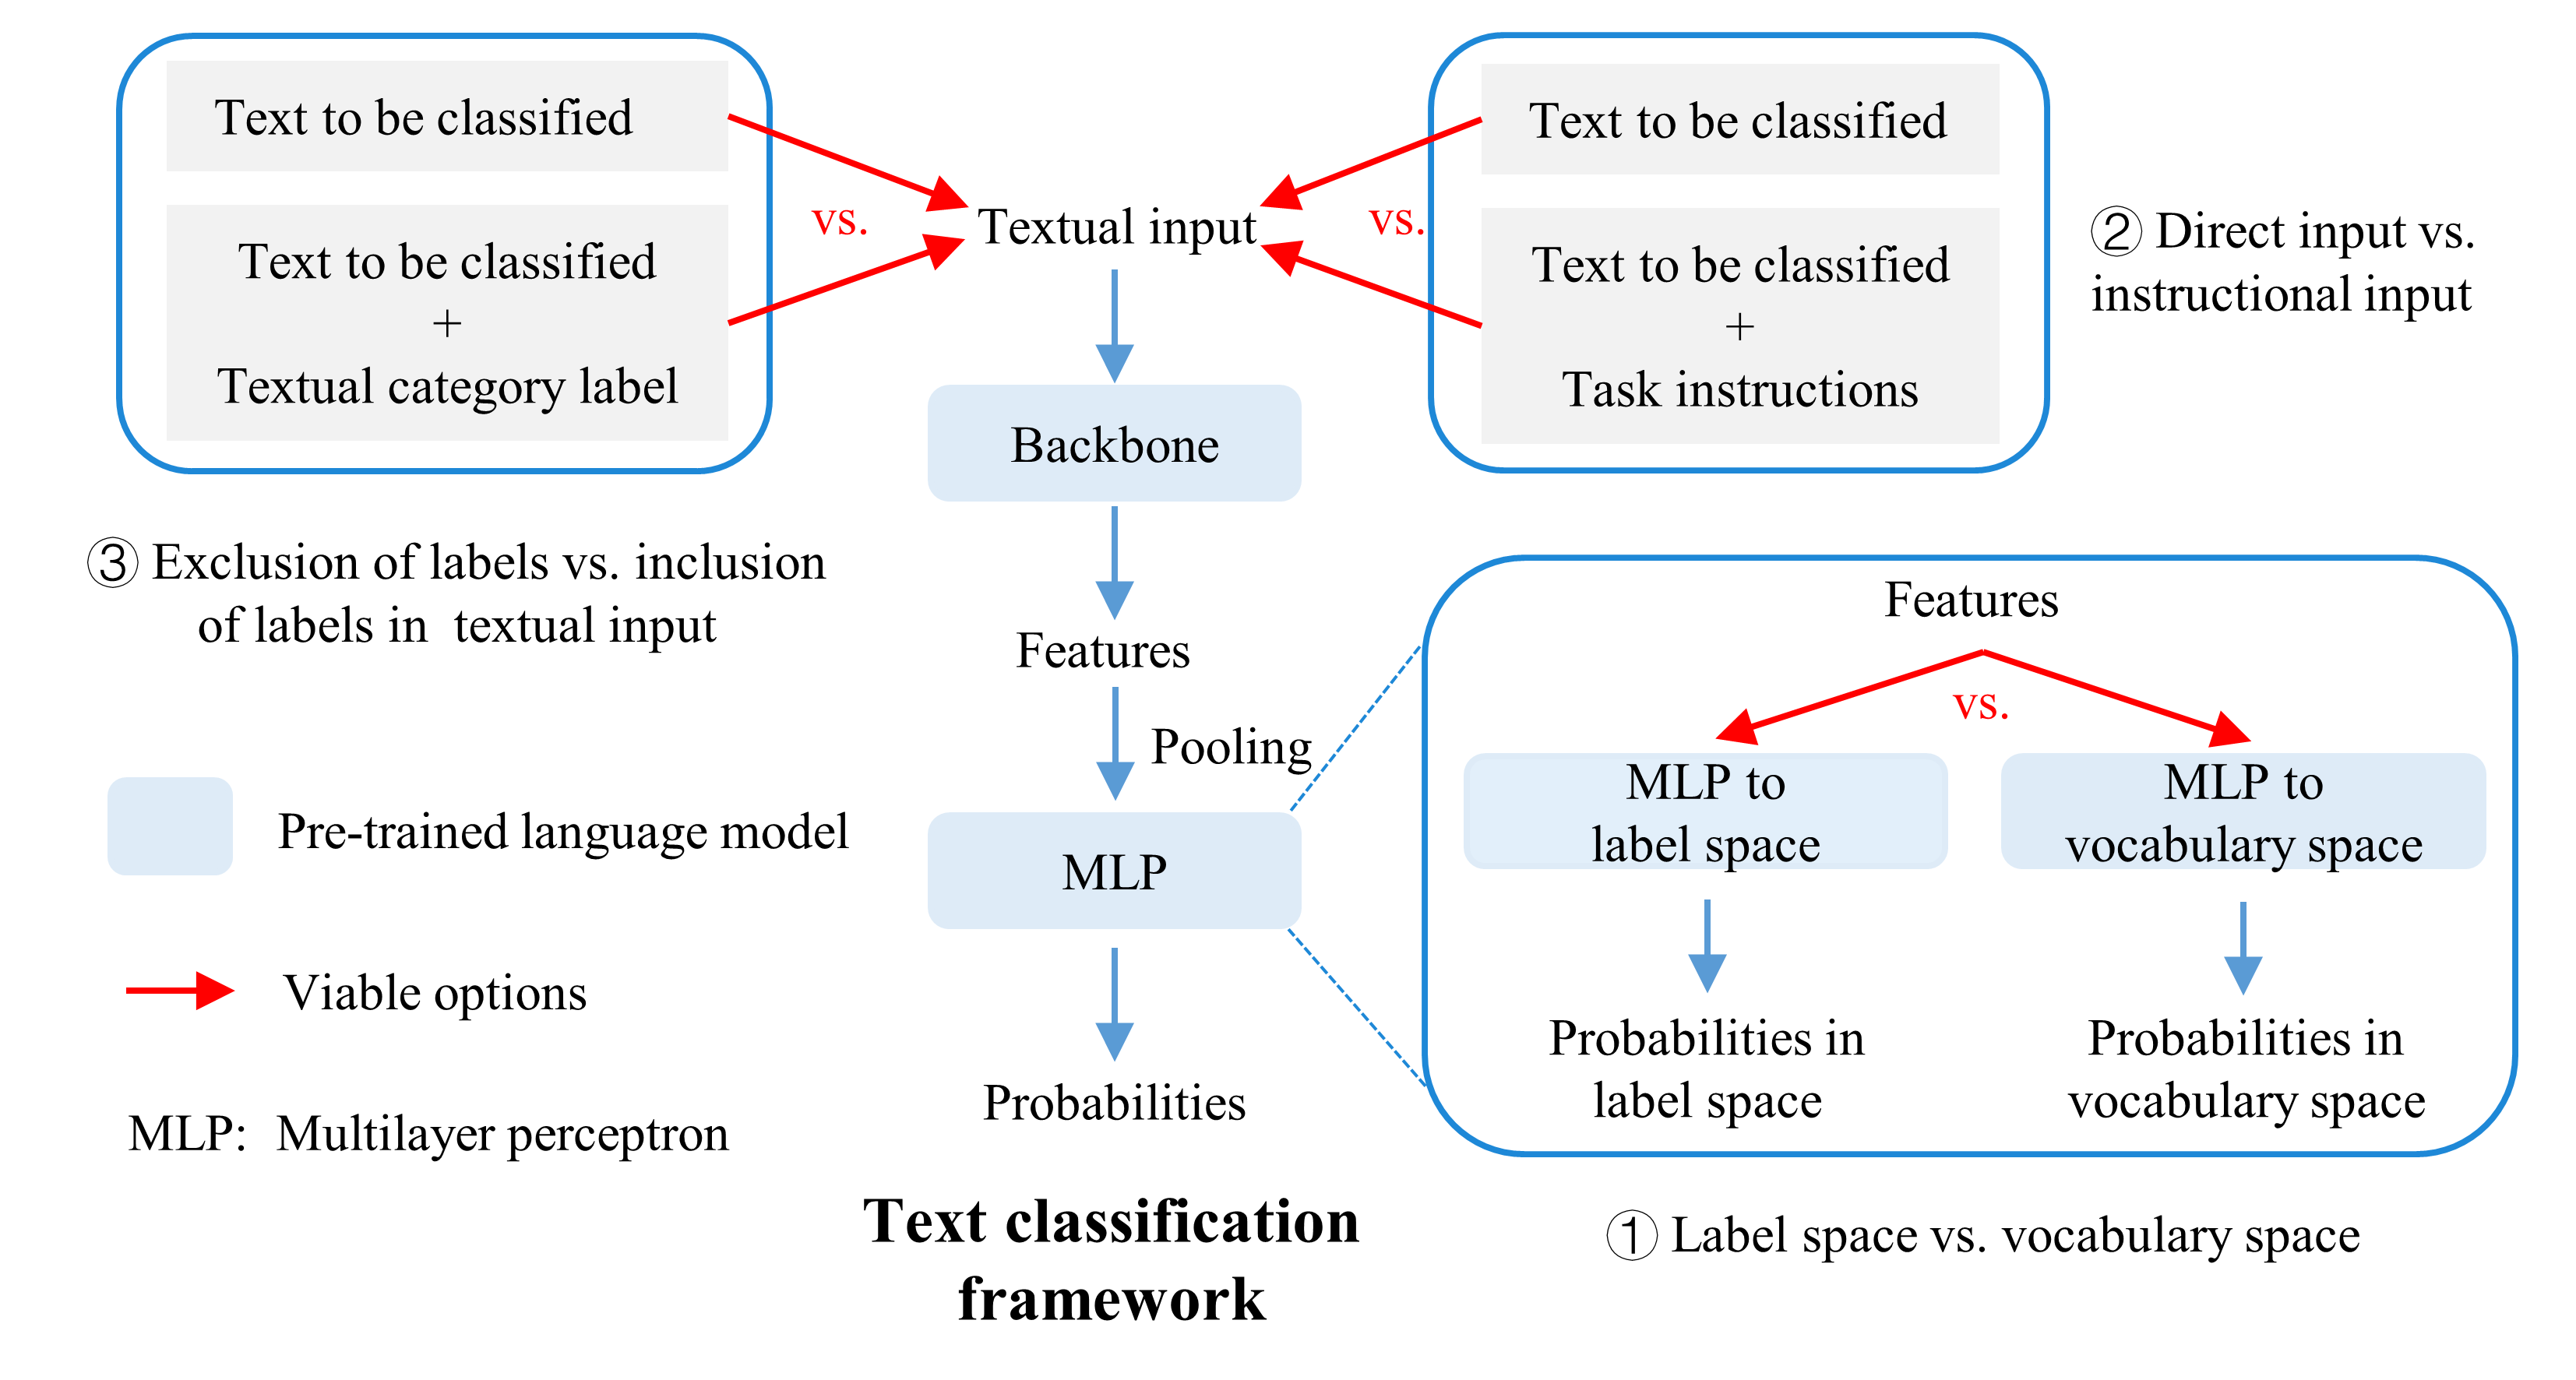 Text to be classified
Text to be classified
+
Textual category label
③ Exclusion of labels vs. inclusion
of labels in textual input
vs.
Textual input
vs.
Text to be classified
Text to be classified
+
Task instructions
② Direct input vs.
instructional input
Backbone
Features
Pooling
MLP
Probabilities
Text classification
framework
Features
vs.
MLP to
label space
MLP to
vocabulary space
Probabilities in
label space
Probabilities in
vocabulary space
① Label space vs. vocabulary space
Pre-trained language model
Viable options
MLP: Multilayer perceptron